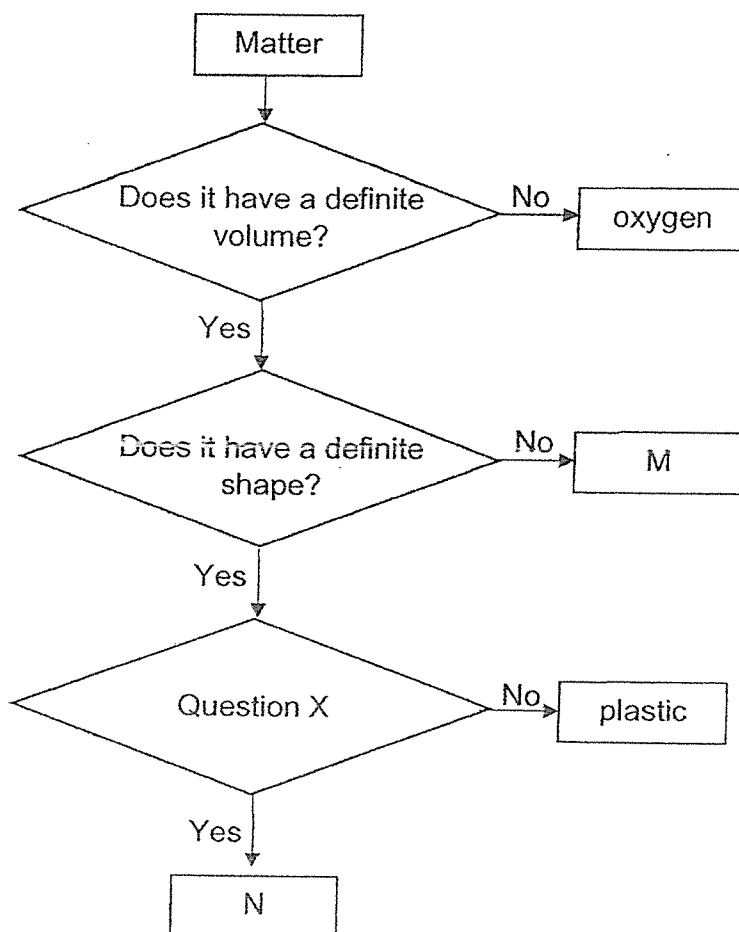 Matter
Does it have a definite
volume?
No
oxygen
Yes
Does it have a definite
shape?
No
M
Yes
Question X
No
plastic
Yes
N